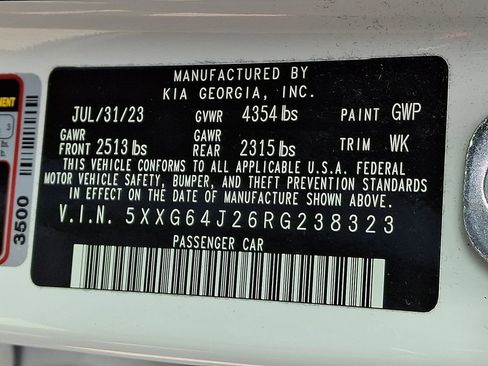 MANUFACTURED BY
KIA GEORGIA, INC.
JUL/31/23 GVWR 4354 lbs PAINT GWP
GAWR GAWR
FRONT 2513 lbs REAR 2315 lbs TRIM WK
THIS VEHICLE CONFORMS TO ALL APPLICABLE U.S.A. FEDERAL
MOTOR VEHICLE SAFETY, BUMPER, AND THEFT PREVENTION STANDARDS
IN EFFECT ON THE DATE OF MANUFACTURE SHOWN ABOVE.
V.I.N. 5XXG64J26RG238323
PASSENGER CAR
3500